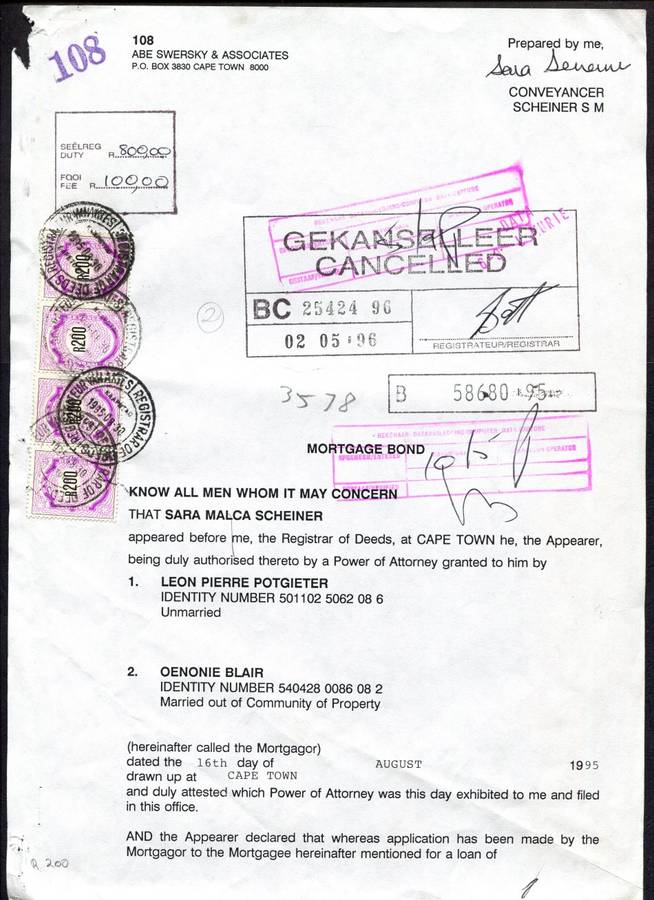 108
108
ABE SWERSKY & ASSOCIATES
P.O. BOX 3830 CAPE TOWN 8000
Prepared by me,
Sara
CONVEYANCER
SCHEINER S M
SEËLREG
DUTY R 800,00
FOOI
FEE R 100,00
GEKANSELLEER
CANCELLED
BC 25424 96
02 05 96
REGISTRATEUR/REGISTRAR
2
3578
B 58680 95
R200
R200
R200
R200
MORTGAGE BOND
KNOW ALL MEN WHOM IT MAY CONCERN
THAT SARA MALCA SCHEINER
appeared before me, the Registrar of Deeds, at CAPE TOWN he, the Appearer,
being duly authorised thereto by a Power of Attorney granted to him by
1. LEON PIERRE POTGIETER
IDENTITY NUMBER 501102 5062 08 6
Unmarried
2. OENONIE BLAIR
IDENTITY NUMBER 540428 0086 08 2
Married out of Community of Property
(hereinafter called the Mortgagor)
dated the 16th day of AUGUST 1995
drawn up at CAPE TOWN
and duly attested which Power of Attorney was this day exhibited to me and filed
in this office.
AND the Appearer declared that whereas application has been made by the
Mortgagor to the Mortgagee hereinafter mentioned for a loan of
R 200